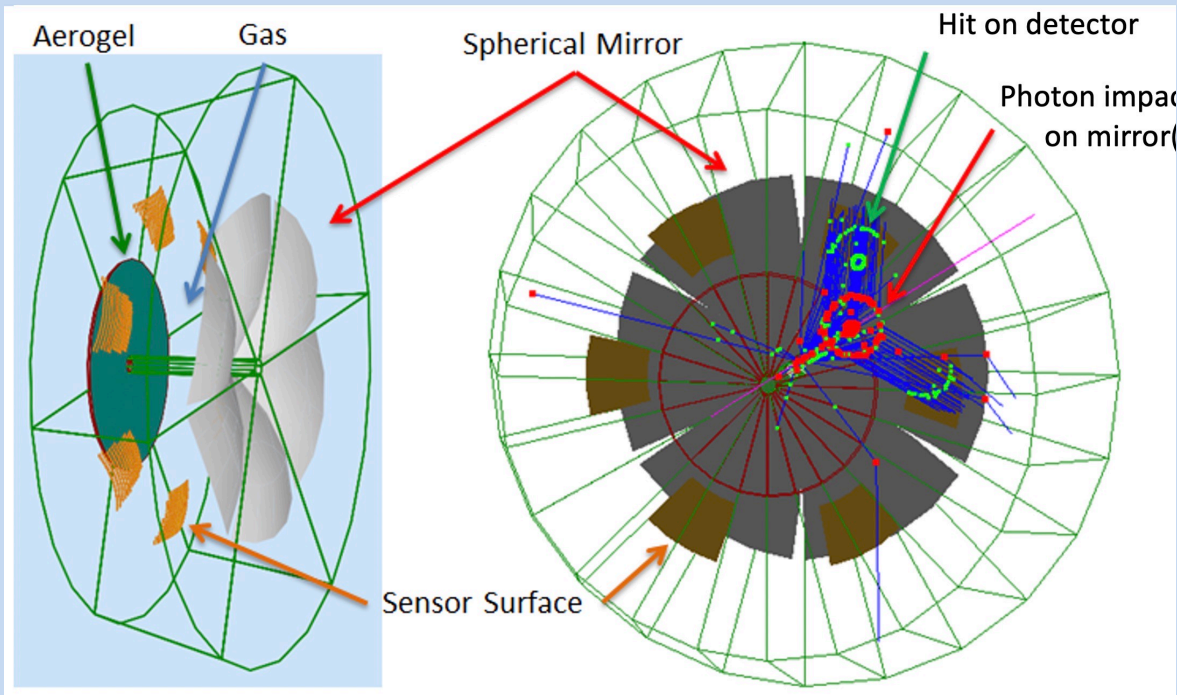 Aerogel
Gas
Spherical Mirror
Hit on detector
Photon impac
on mirror(
Sensor Surface